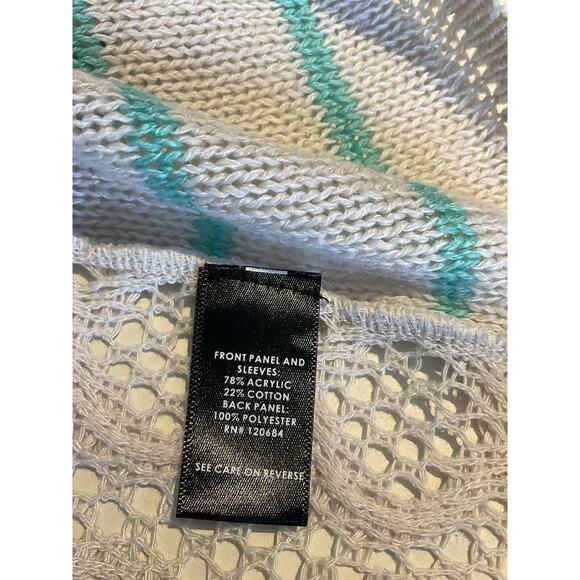 FRONT PANEL AND
SLEEVES:
78% ACRYLIC
22% COTTON
BACK PANEL:
100% POLYESTER
RN# 120684
SEE CARE ON REVERSE